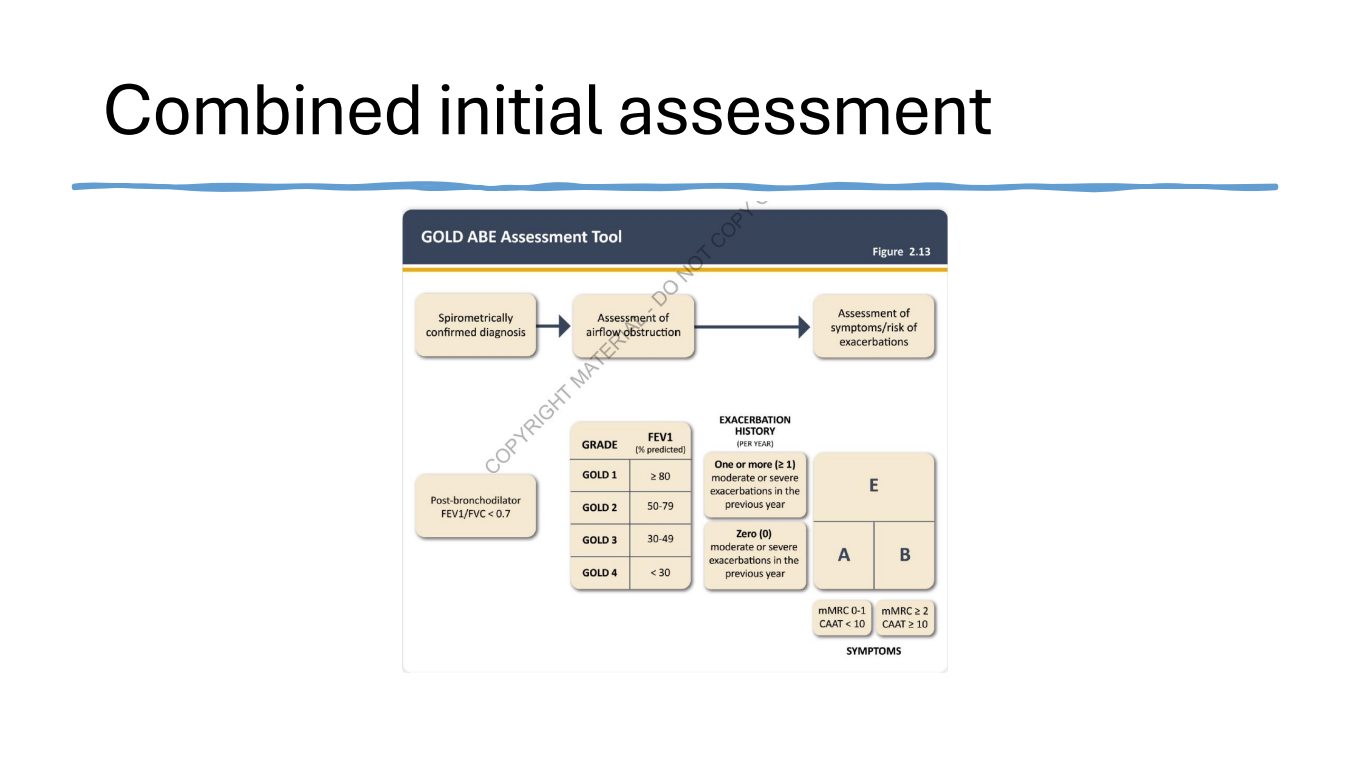 Combined initial assessment
GOLD ABE Assessment Tool
Figure 2.13
Spirometrically
confirmed diagnosis
Assessment of
airflow obstruction
Assessment of
symptoms/risk of
exacerbations
COPYRIGHT MATERIAL - DO NOT COPY
Post-bronchodilator
FEV1/FVC < 0.7
GRADE FEV1
(% predicted)
GOLD 1 ≥ 80
GOLD 2 50-79
GOLD 3 30-49
GOLD 4 < 30
EXACERBATION
HISTORY
(PER YEAR)
One or more (≥ 1)
moderate or severe
exacerbations in the
previous year
Zero (0)
moderate or severe
exacerbations in the
previous year
E
A B
mMRC 0-1
CAAT < 10
mMRC ≥ 2
CAAT ≥ 10
SYMPTOMS